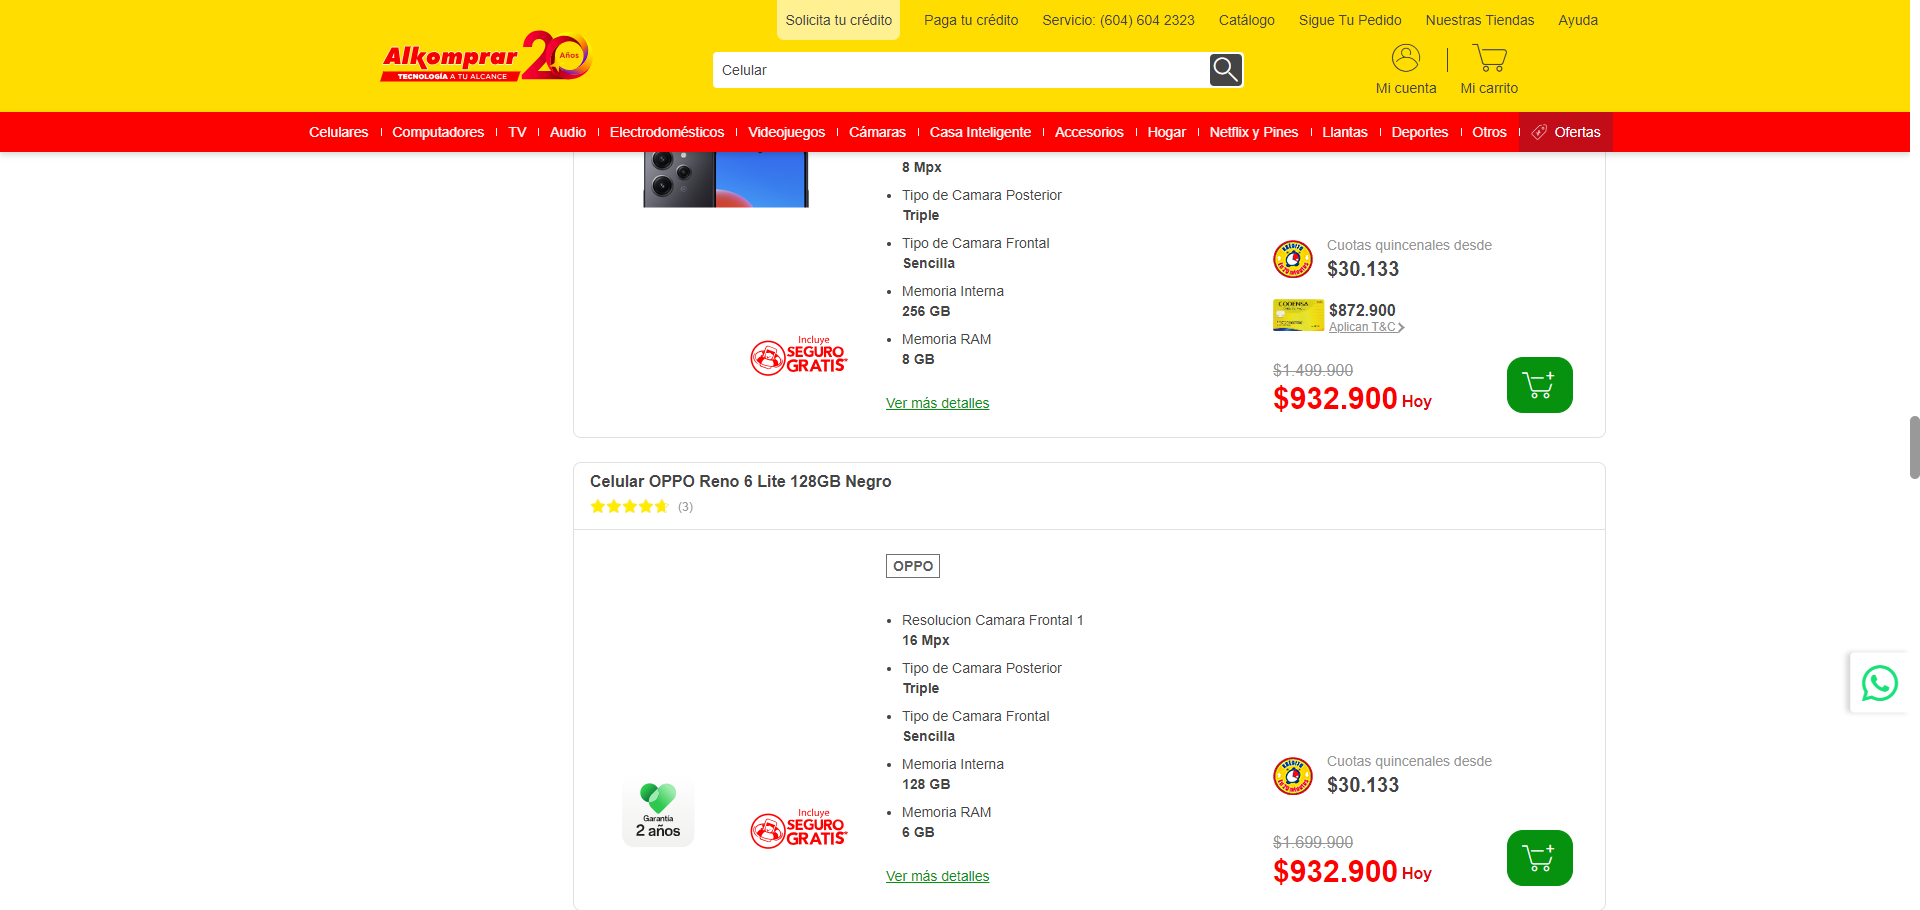 Solicita tu crédito
Paga tu crédito
Servicio: (604) 604 2323
Catálogo
Sigue Tu Pedido
Nuestras Tiendas
Ayuda
Alkomprar 20 Años
TECNOLOGÍA A TU ALCANCE
Celular
Mi cuenta
Mi carrito
Celulares
Computadores
TV
Audio
Electrodomésticos
Videojuegos
Cámaras
Casa Inteligente
Accesorios
Hogar
Netflix y Pines
Llantas
Deportes
Otros
Ofertas
8 Mpx
Tipo de Camara Posterior
Triple
Tipo de Camara Frontal
Sencilla
Memoria Interna
256 GB
Memoria RAM
8 GB
Incluye
SEGURO
GRATIS*
Ver más detalles
Cuotas quincenales desde
$30.133
CODENSA
$872.900
Aplican T&C
$1.499.900
$932.900 Hoy
Celular OPPO Reno 6 Lite 128GB Negro
(3)
OPPO
Resolucion Camara Frontal 1
16 Mpx
Tipo de Camara Posterior
Triple
Tipo de Camara Frontal
Sencilla
Memoria Interna
128 GB
Memoria RAM
6 GB
Garantía
2 años
Incluye
SEGURO
GRATIS*
Ver más detalles
Cuotas quincenales desde
$30.133
$1.699.900
$932.900 Hoy